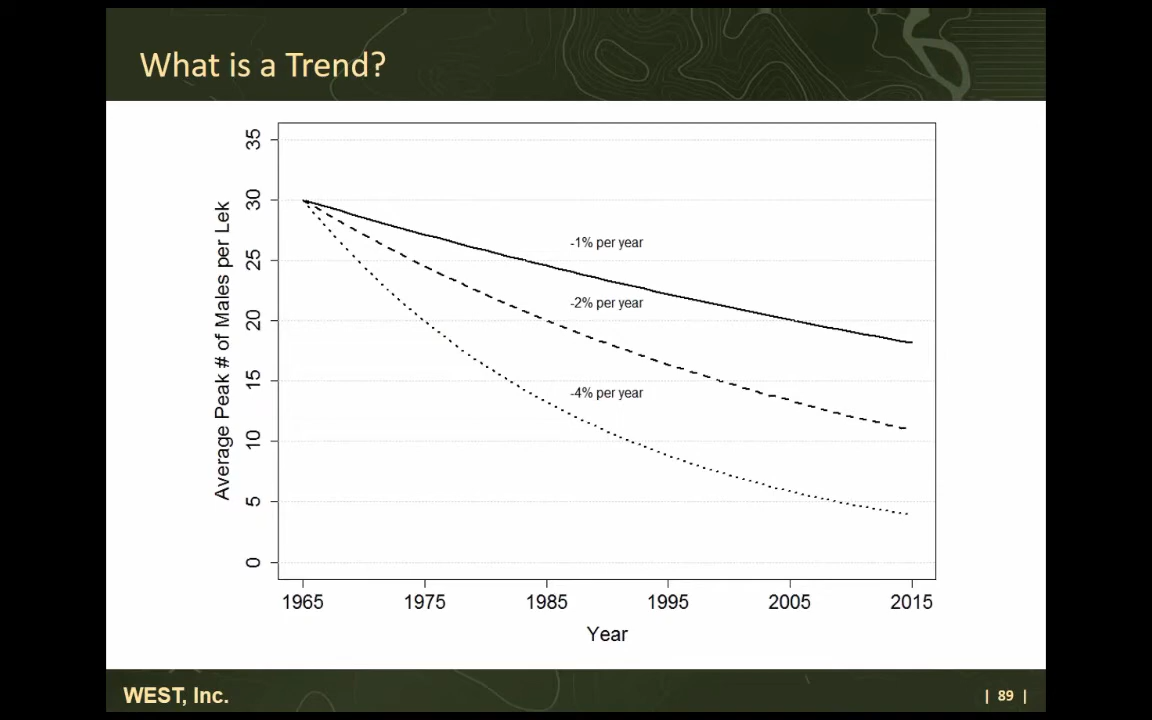 What is a Trend?
35
30
25
20
15
10
5
0
Average Peak # of Males per Lek
-1% per year
-2% per year
-4% per year
1965 1975 1985 1995 2005 2015
Year
WEST, Inc.
| 89 |